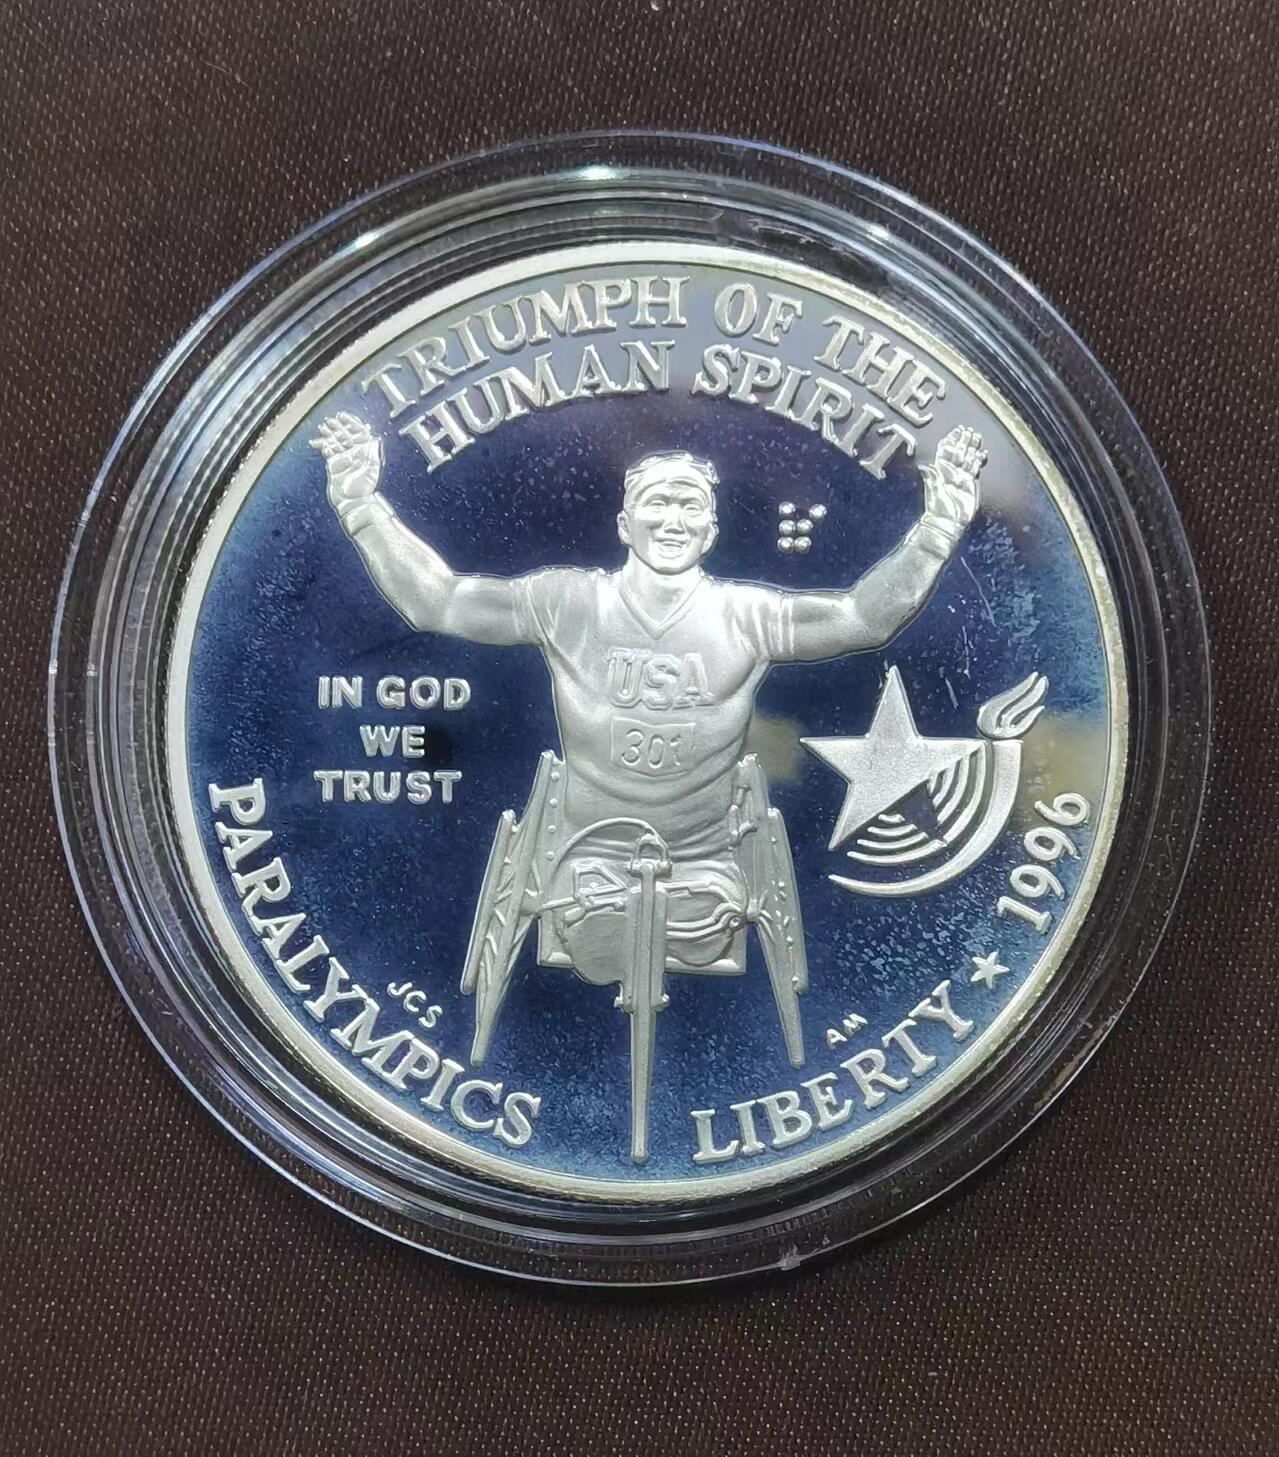 TRIUMPH OF THE
HUMAN SPIRIT
USA
301
IN GOD
WE
TRUST
PARALYMPICS
JCS
AM
LIBERTY ★ 1996